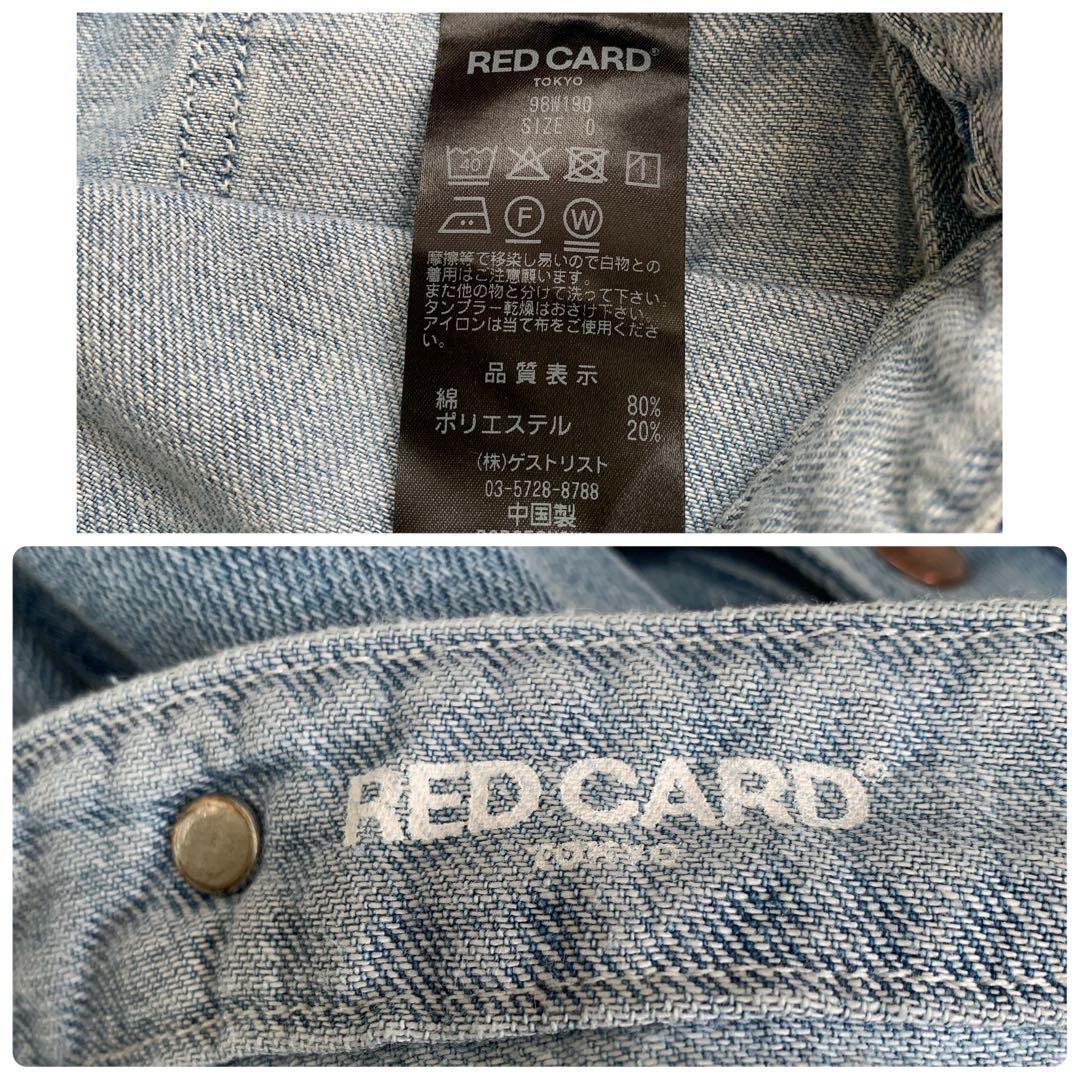 RED CARD®
TOKYO
98W190
SIZE 0
40
F W
摩擦等で移染し易いので白物との
着用はご注意願います。
また他の物と分けて洗って下さい。
タンブラー乾燥はおさけ下さい。
アイロンは当て布をご使用くださ
い。
品質表示
綿 80%
ポリエステル 20%
(株)ゲストリスト
03-5728-8788
中国製
RED CARD®
TOKYO